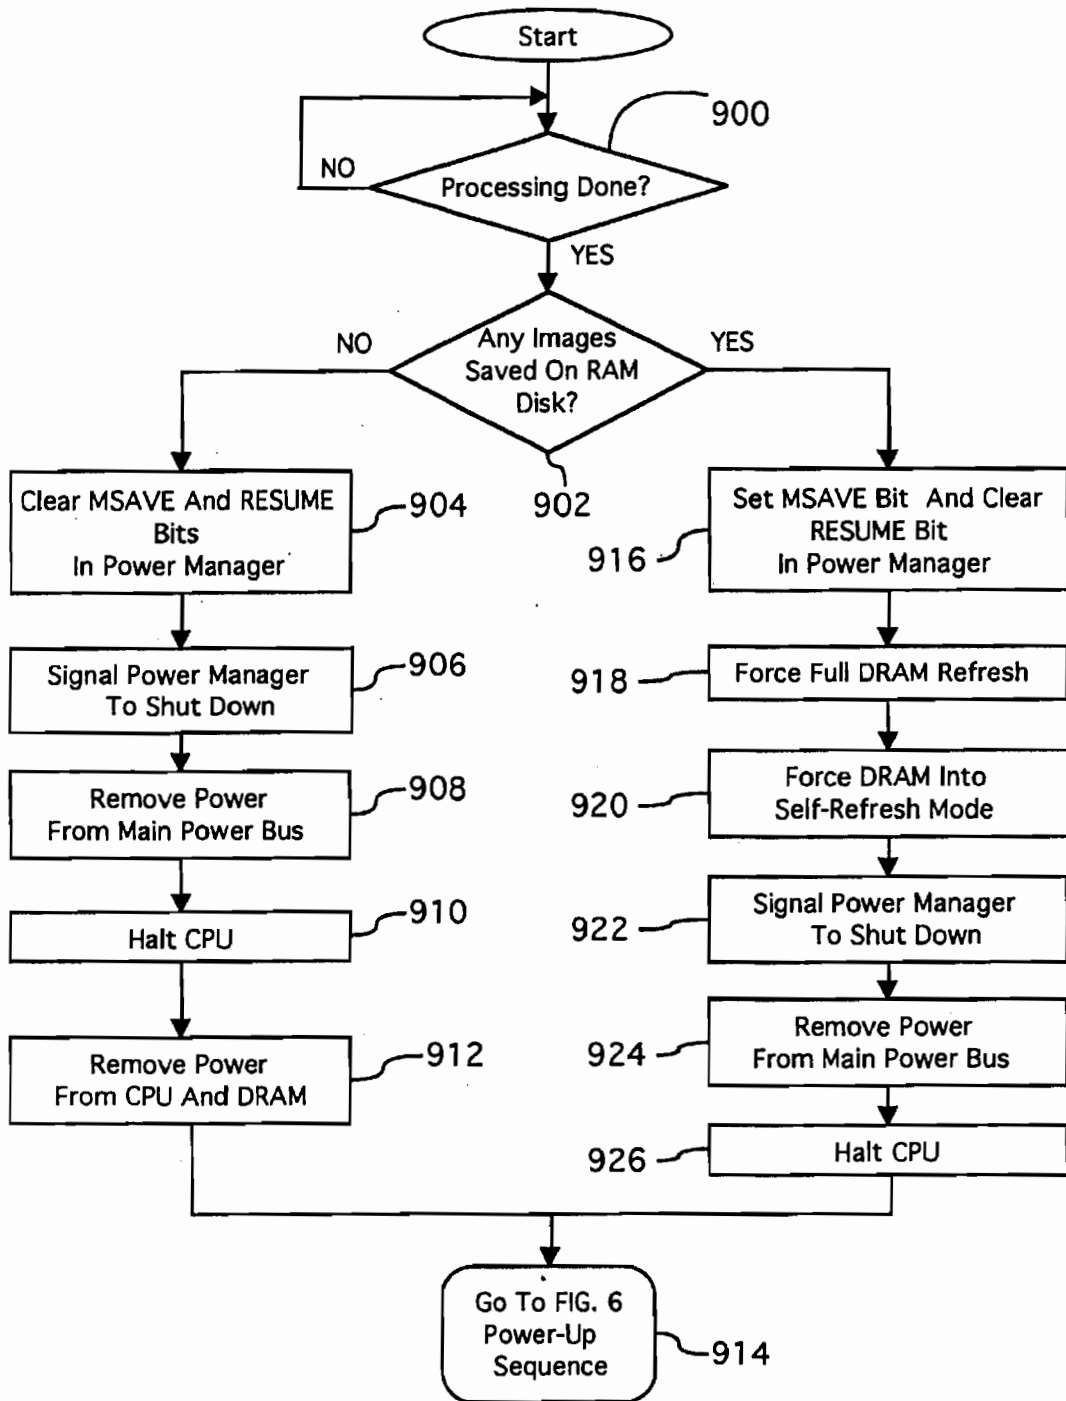 Start
900
NO
Processing Done?
YES
NO
Any Images
Saved On RAM
Disk?
YES
902
Clear MSAVE And RESUME
Bits
In Power Manager
904
Signal Power Manager
To Shut Down
906
Remove Power
From Main Power Bus
908
Halt CPU
910
Remove Power
From CPU And DRAM
912
Set MSAVE Bit And Clear
RESUME Bit
In Power Manager
916
Force Full DRAM Refresh
918
Force DRAM Into
Self-Refresh Mode
920
Signal Power Manager
To Shut Down
922
Remove Power
From Main Power Bus
924
Halt CPU
926
Go To FIG. 6
Power-Up
Sequence
914